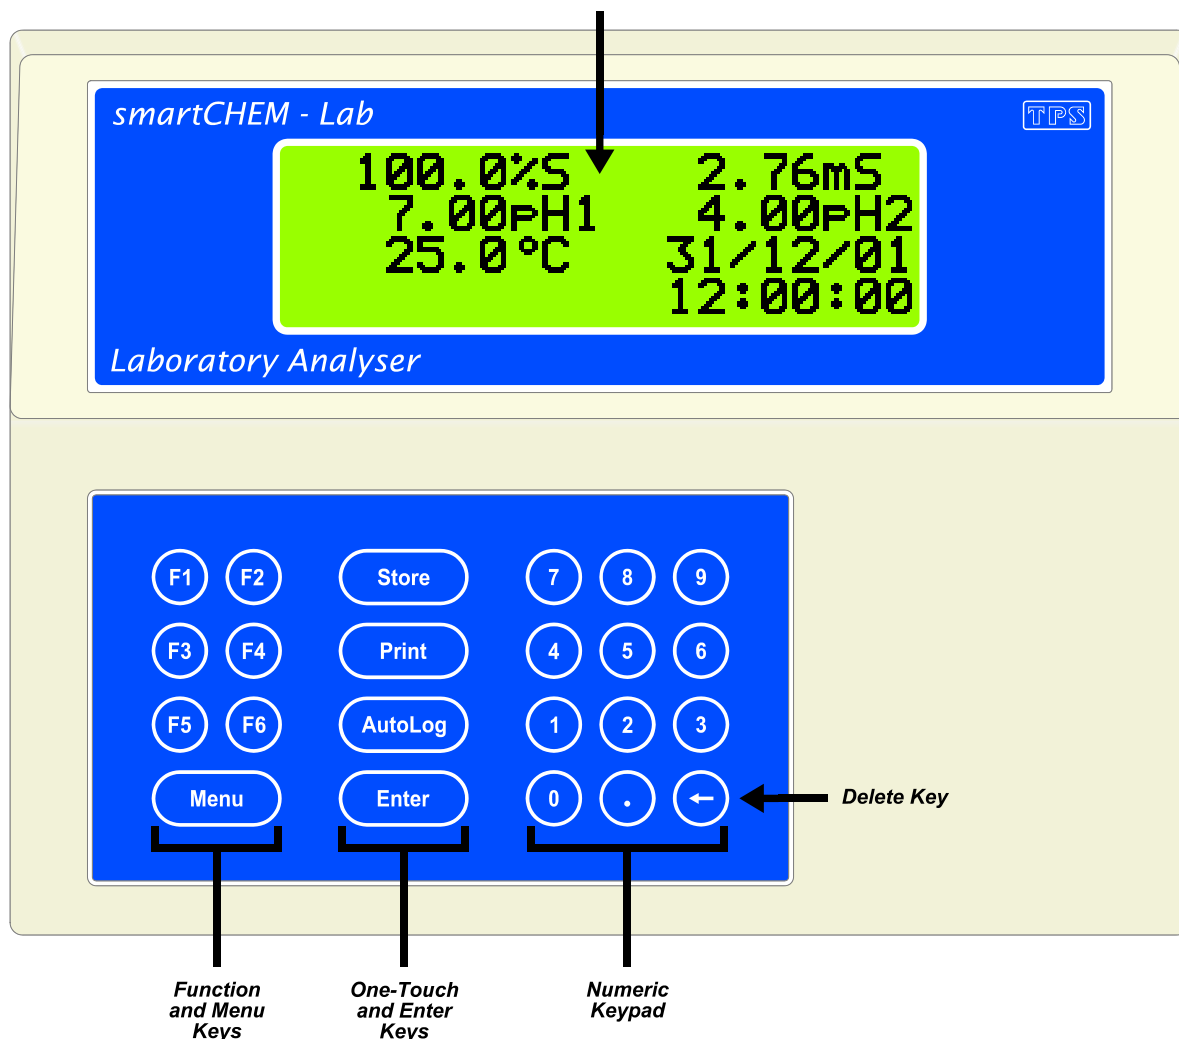 smartCHEM - Lab
TPS
100.0%S 2.76mS
7.00pH1 4.00pH2
25.0°C 31/12/01
12:00:00
Laboratory Analyser
F1 F2 Store 7 8 9
F3 F4 Print 4 5 6
F5 F6 AutoLog 1 2 3
Menu Enter 0 . ←
Delete Key
Function
and Menu
Keys
One-Touch
and Enter
Keys
Numeric
Keypad